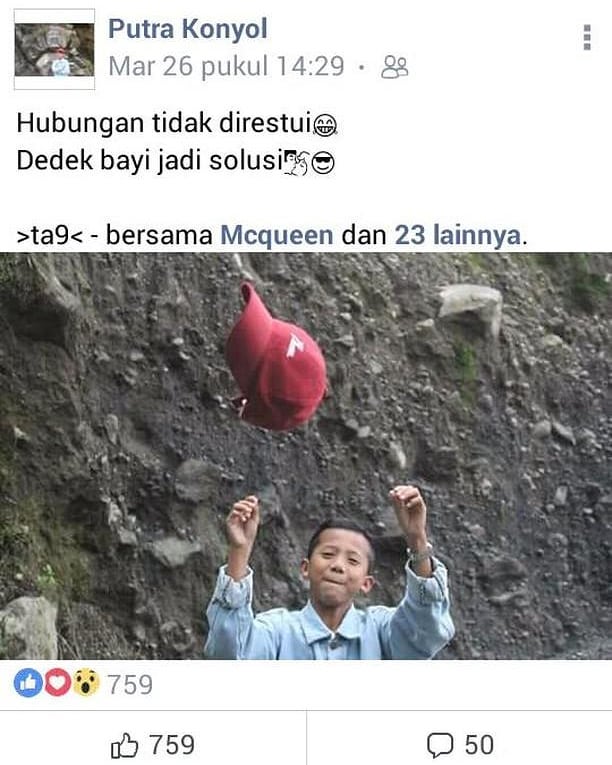 Putra Konyol
Mar 26 pukul 14:29 ·
Hubungan tidak direstui😁
Dedek bayi jadi solusi😎
>ta9< - bersama Mcqueen dan 23 lainnya.
759
759 50